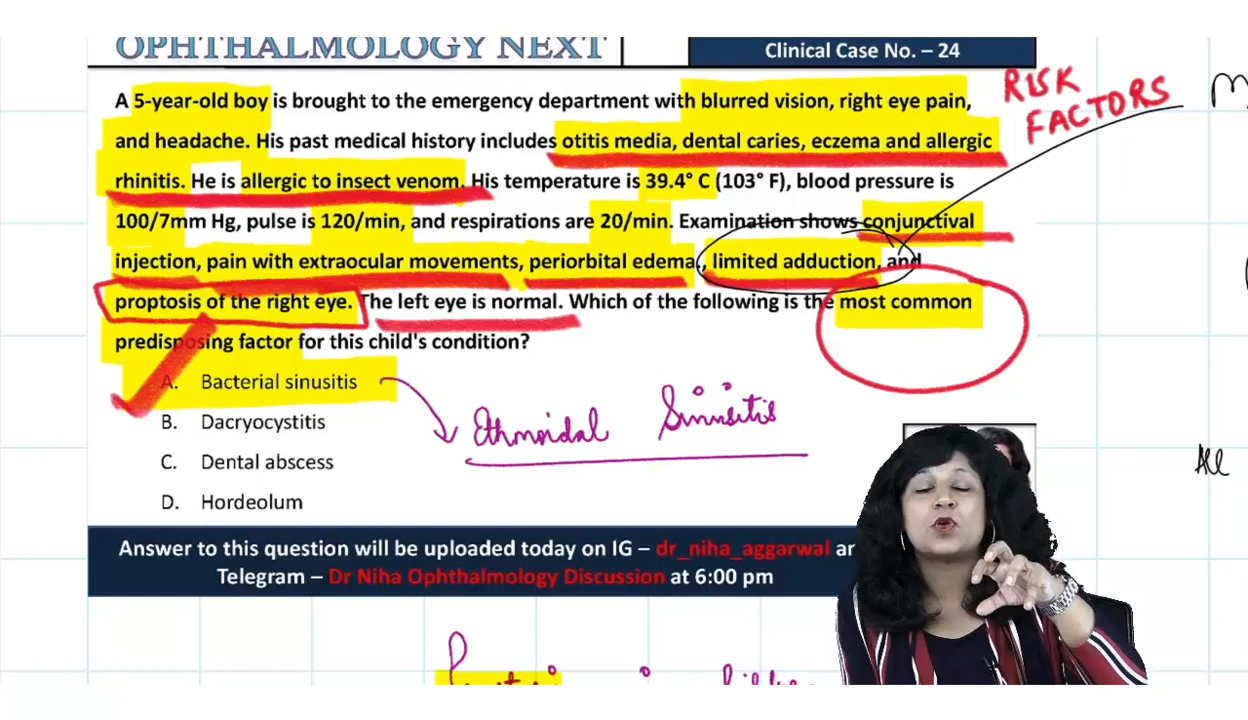 OPHTHALMOLOGY NEXT
Clinical Case No. – 24
A 5-year-old boy is brought to the emergency department with blurred vision, right eye pain,
and headache. His past medical history includes otitis media, dental caries, eczema and allergic
rhinitis. He is allergic to insect venom. His temperature is 39.4° C (103° F), blood pressure is
100/7mm Hg, pulse is 120/min, and respirations are 20/min. Examination shows conjunctival
injection, pain with extraocular movements, periorbital edema, limited adduction, and
proptosis of the right eye. The left eye is normal. Which of the following is the most common
predisposing factor for this child's condition?
RISK
FACTORS
A. Bacterial sinusitis
Ethmoidal Sinusitis
B. Dacryocystitis
C. Dental abscess
D. Hordeolum
All
Answer to this question will be uploaded today on IG – dr_niha_aggarwal
Telegram – Dr Niha Ophthalmology Discussion at 6:00 pm